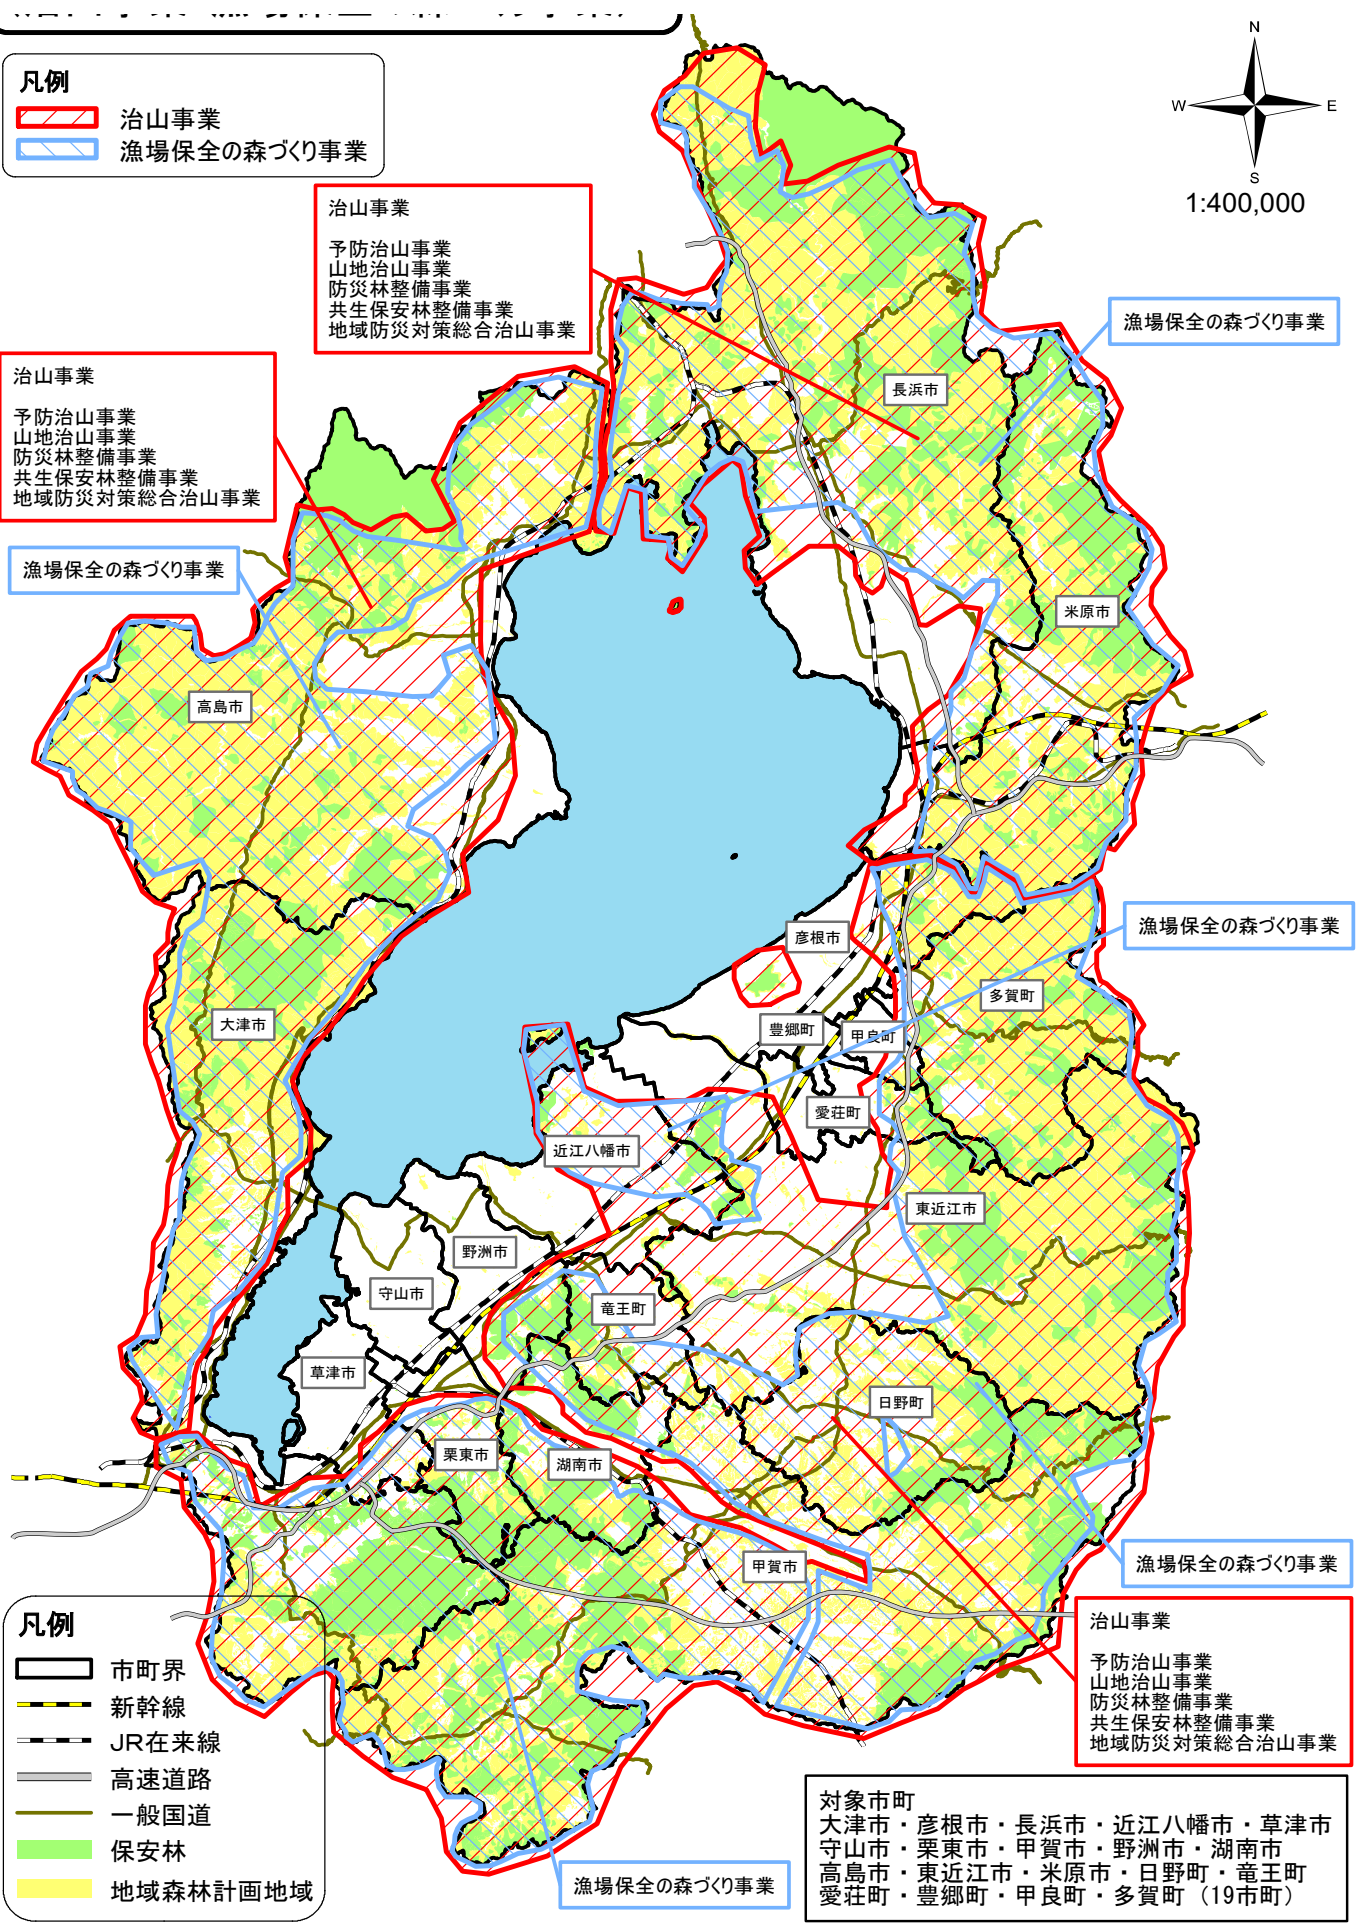 凡例
治山事業
漁場保全の森づくり事業
N
W
E
S
1:400,000
治山事業
予防治山事業
山地治山事業
防災林整備事業
共生保安林整備事業
地域防災対策総合治山事業
漁場保全の森づくり事業
治山事業
予防治山事業
山地治山事業
防災林整備事業
共生保安林整備事業
地域防災対策総合治山事業
長浜市
漁場保全の森づくり事業
米原市
高島市
漁場保全の森づくり事業
彦根市
多賀町
大津市
豊郷町
甲良町
愛荘町
近江八幡市
東近江市
野洲市
守山市
竜王町
草津市
日野町
栗東市
湖南市
甲賀市
漁場保全の森づくり事業
治山事業
予防治山事業
山地治山事業
防災林整備事業
共生保安林整備事業
地域防災対策総合治山事業
凡例
市町界
新幹線
JR在来線
高速道路
一般国道
保安林
地域森林計画地域
漁場保全の森づくり事業
対象市町
大津市・彦根市・長浜市・近江八幡市・草津市
守山市・栗東市・甲賀市・野洲市・湖南市
高島市・東近江市・米原市・日野町・竜王町
愛荘町・豊郷町・甲良町・多賀町（19市町）